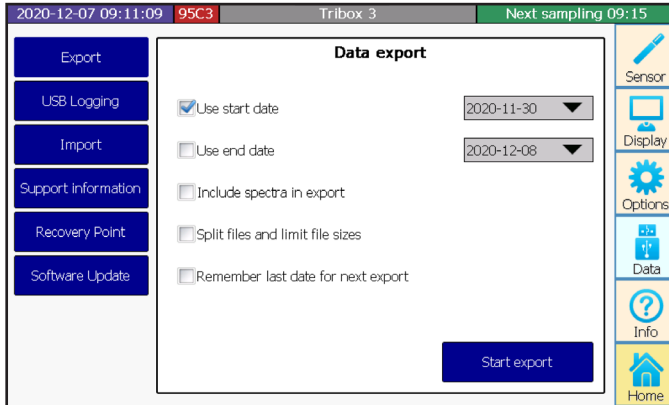 2020-12-07 09:11:09 95C3 Tribox 3 Next sampling 09:15
Export
USB Logging
Import
Support information
Recovery Point
Software Update
Data export
Use start date 2020-11-30
Use end date 2020-12-08
Include spectra in export
Split files and limit file sizes
Remember last date for next export
Start export
Sensor
Display
Options
Data
Info
Home